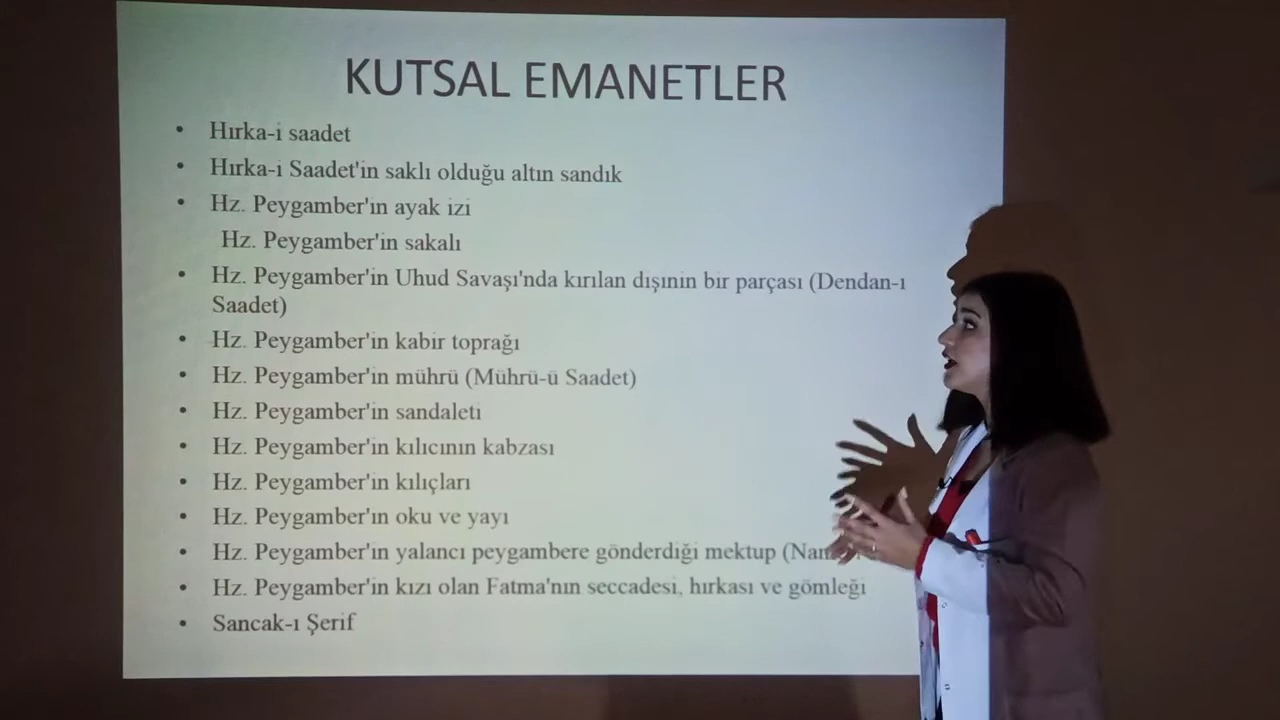 KUTSAL EMANETLER
• Hırka-i saadet
• Hırka-i Saadet'in saklı olduğu altın sandık
• Hz. Peygamber'in ayak izi
Hz. Peygamber'in sakalı
• Hz. Peygamber'in Uhud Savaşı'nda kırılan dişinin bir parçası (Dendan-ı
Saadet)
• Hz. Peygamber'in kabir toprağı
• Hz. Peygamber'in mührü (Mührü-ü Saadet)
• Hz. Peygamber'in sandaleti
• Hz. Peygamber'in kılıcının kabzası
• Hz. Peygamber'in kılıçları
• Hz. Peygamber'in oku ve yayı
• Hz. Peygamber'in yalancı peygambere gönderdiği mektup
• Hz. Peygamber'in kızı olan Fatma'nın seccadesi, hırkası ve gömleği
• Sancak-ı Şerif